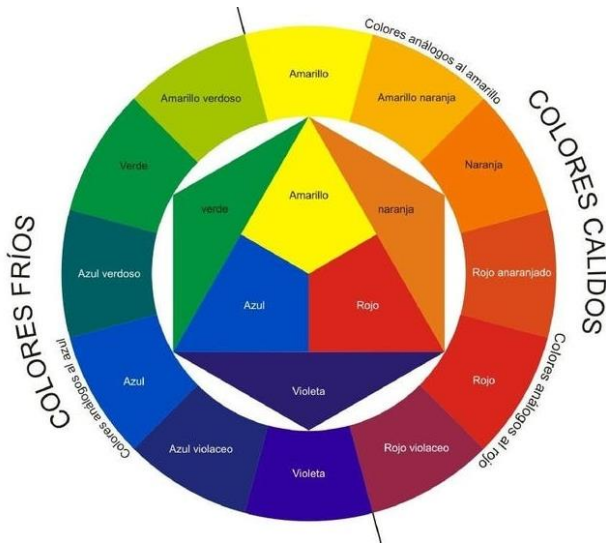 Colores análogos al amarillo
Amarillo
Amarillo verdoso
Amarillo naranja
COLORES CALIDOS
Verde
Naranja
Amarillo
verde
naranja
COLORES FRÍOS
Azul verdoso
Rojo anaranjado
Azul
Rojo
Colores análogos al azul
Azul
Rojo
Colores análogos al rojo
Violeta
Azul violaceo
Rojo violaceo
Violeta